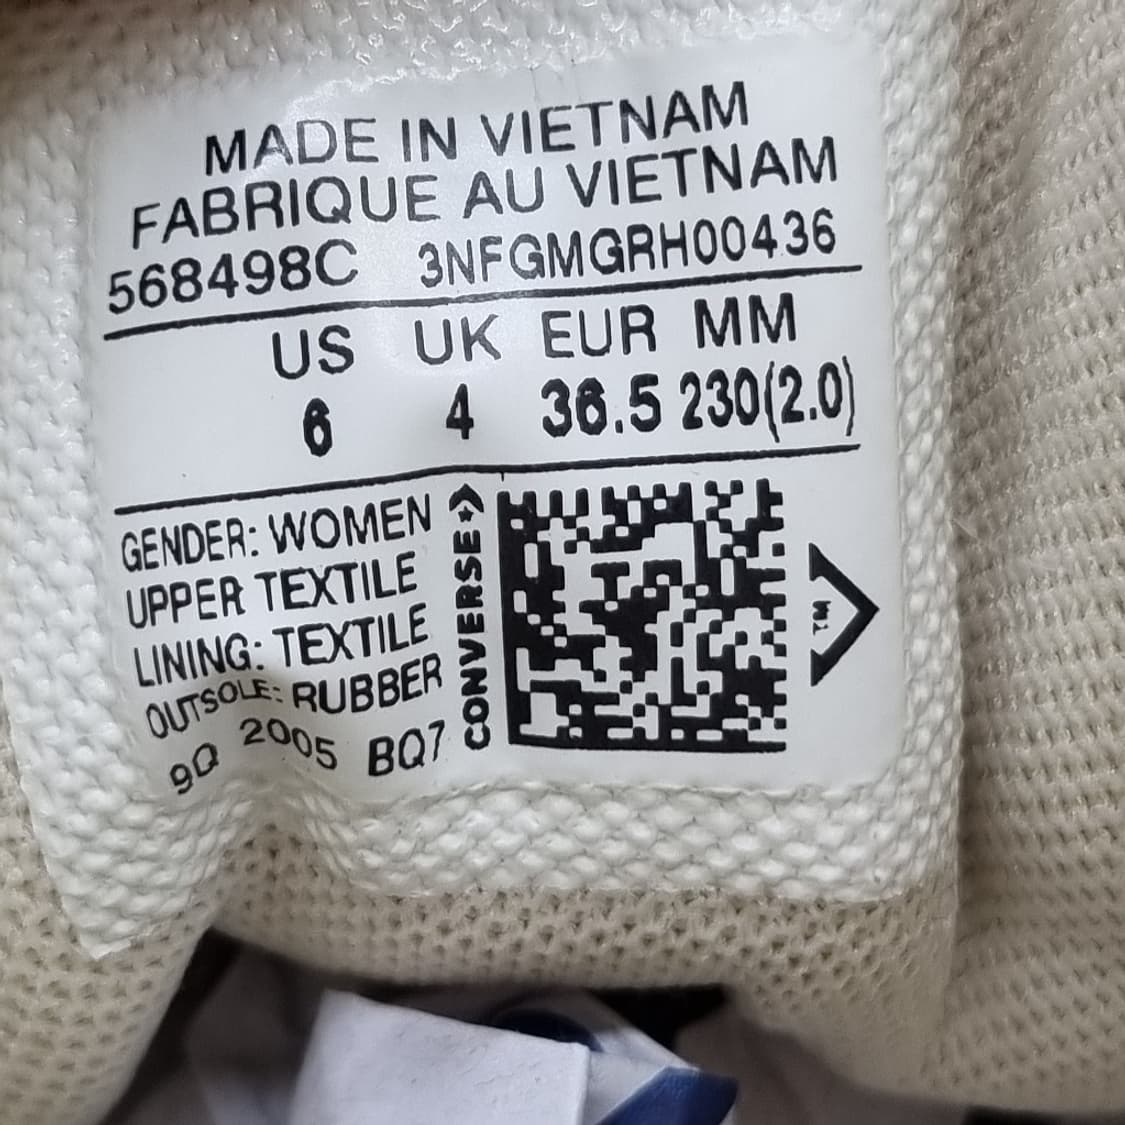 MADE IN VIETNAM
FABRIQUE AU VIETNAM
568498C 3NFGMGRH00436
US UK EUR MM
6 4 36.5 230(2.0)
GENDER: WOMEN
UPPER TEXTILE
LINING: TEXTILE
OUTSOLE: RUBBER
9Q 2005 BQ7
CONVERSE